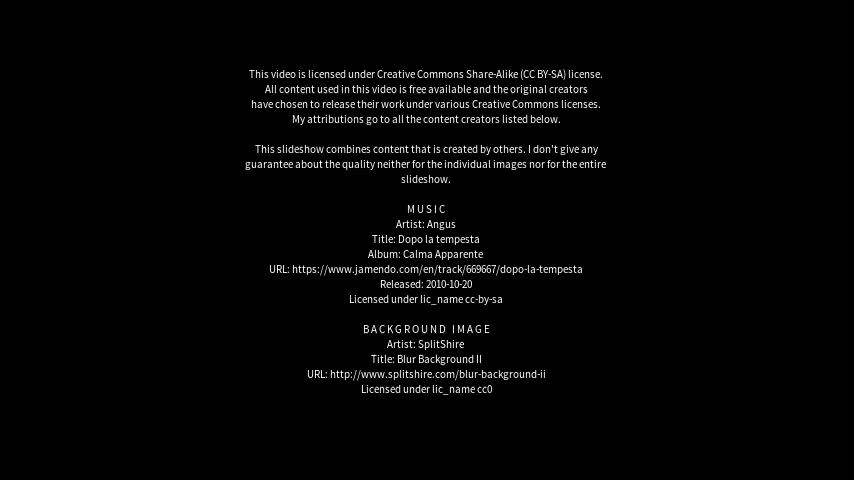 This video is licensed under Creative Commons Share-Alike (CC BY-SA) license.
All content used in this video is free available and the original creators
have chosen to release their work under various Creative Commons licenses.
My attributions go to all the content creators listed below.
This slideshow combines content that is created by others. I don't give any
guarantee about the quality neither for the individual images nor for the entire
slideshow.
MUSIC
Artist: Angus
Title: Dopo la tempesta
Album: Calma Apparente
URL: https://www.jamendo.com/en/track/669667/dopo-la-tempesta
Released: 2010-10-20
Licensed under lic_name cc-by-sa
BACKGROUND IMAGE
Artist: SplitShire
Title: Blur Background II
URL: http://www.splitshire.com/blur-background-ii
Licensed under lic_name cc0